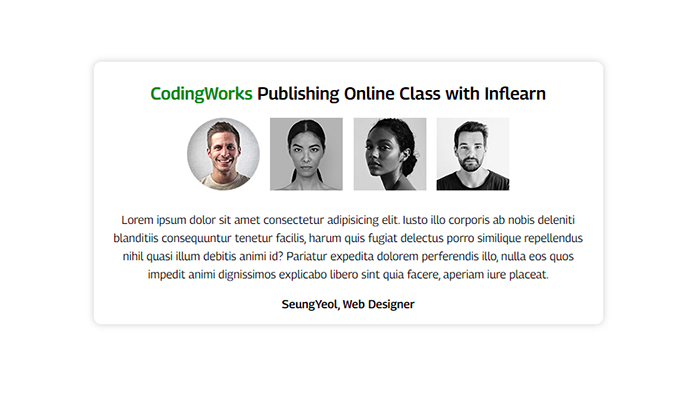 CodingWorks Publishing Online Class with Inflearn
Lorem ipsum dolor sit amet consectetur adipisicing elit. Iusto illo corporis ab nobis deleniti
blanditiis consequuntur tenetur facilis, harum quis fugiat delectus porro similique repellendus
nihil quasi illum debitis animi id? Pariatur expedita dolorem perferendis illo, nulla eos quos
impedit animi dignissimos explicabo libero sint quia facere, aperiam iure placeat.
SeungYeol, Web Designer